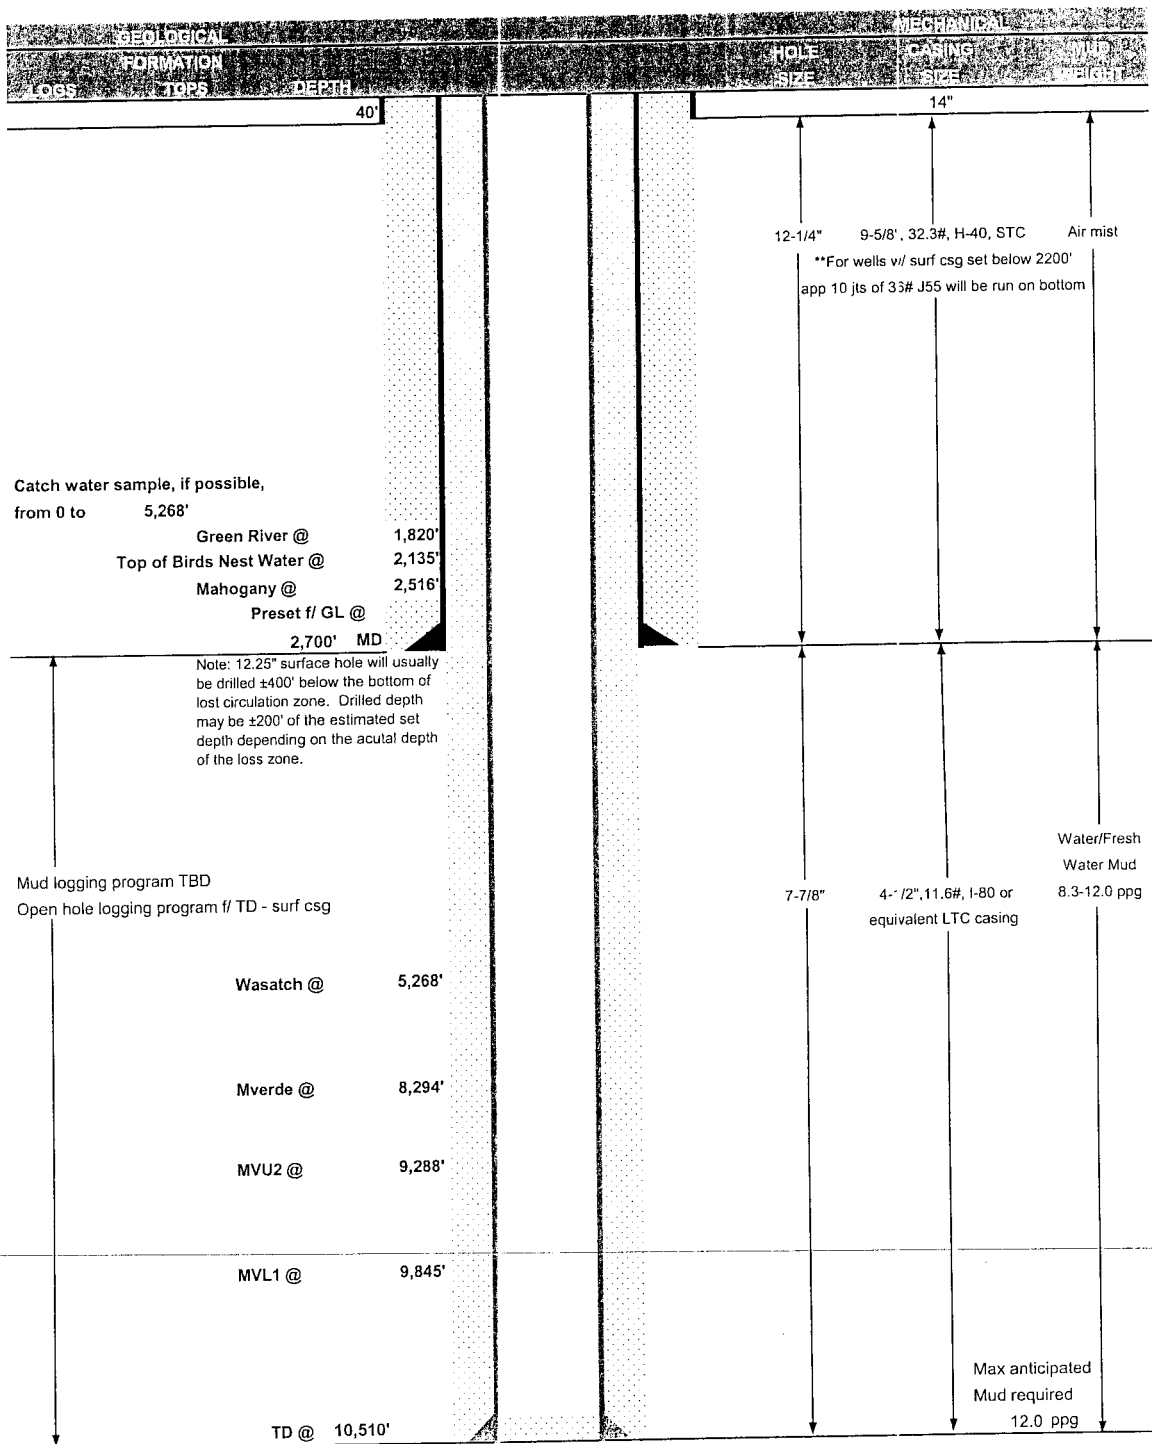 GEOLOGICAL
MECHANICAL
FORMATION
HOLE CASING MUD
LOGS TOPS DEPTH
SIZE SIZE WEIGHT
40'
14"
12-1/4" 9-5/8', 32.3#, H-40, STC Air mist
**For wells w/ surf csg set below 2200'
app 10 jts of 36# J55 will be run on bottom
Catch water sample, if possible,
from 0 to 5,268'
Green River @ 1,820'
Top of Birds Nest Water @ 2,135'
Mahogany @ 2,516'
Preset f/ GL @
2,700' MD
Note: 12.25" surface hole will usually
be drilled ±400' below the bottom of
lost circulation zone. Drilled depth
may be ±200' of the estimated set
depth depending on the acutal depth
of the loss zone.
Water/Fresh
Water Mud
8.3-12.0 ppg
Mud logging program TBD
Open hole logging program f/ TD - surf csg
7-7/8" 4-1/2",11.6#, I-80 or
equivalent LTC casing
Wasatch @ 5,268'
Mverde @ 8,294'
MVU2 @ 9,288'
MVL1 @ 9,845'
Max anticipated
Mud required
12.0 ppg
TD @ 10,510'